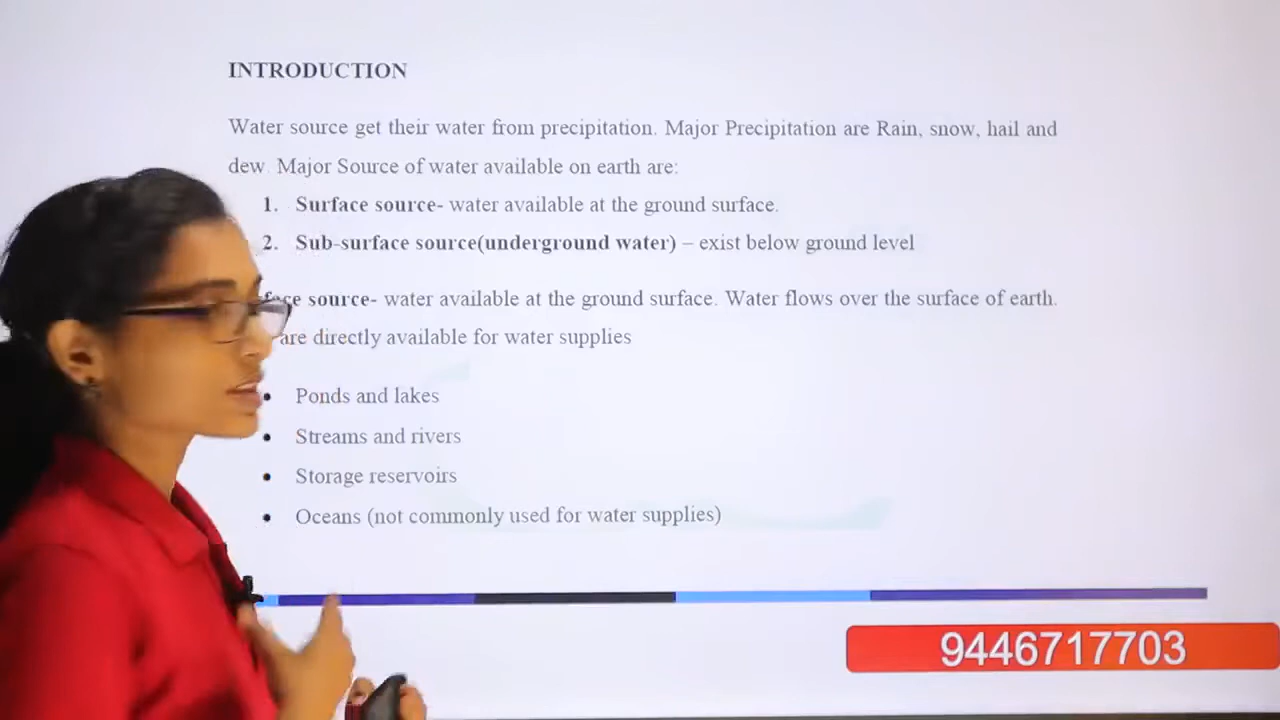 INTRODUCTION
Water source get their water from precipitation. Major Precipitation are Rain, snow, hail and
dew. Major Source of water available on earth are:
1. Surface source- water available at the ground surface.
2. Sub-surface source(underground water) – exist below ground level
source- water available at the ground surface. Water flows over the surface of earth.
are directly available for water supplies
• Ponds and lakes
• Streams and rivers
• Storage reservoirs
• Oceans (not commonly used for water supplies)
9446717703